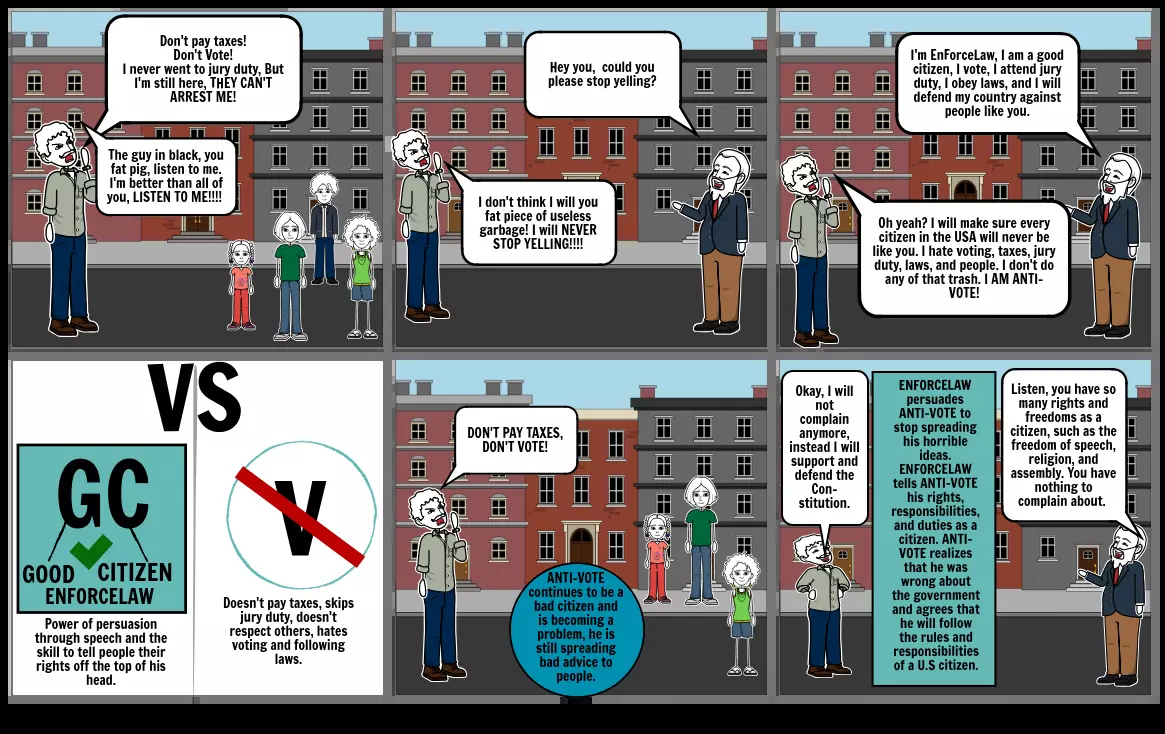 Don't pay taxes!
Don't Vote!
I never went to jury duty, But
I'm still here, THEY CAN'T
ARREST ME!
The guy in black, you
fat pig, listen to me.
I'm better than all of
you, LISTEN TO ME!!!!
Hey you,  could you
please stop yelling?
I don't think I will you
fat piece of useless
garbage! I will NEVER
STOP YELLING!!!!
I'm EnForceLaw, I am a good
citizen, I vote, I attend jury
duty, I obey laws, and I will
defend my country against
people like you.
Oh yeah? I will make sure every
citizen in the USA will never be
like you. I hate voting, taxes, jury
duty, laws, and people. I don't do
any of that trash. I AM ANTI-
VOTE!
VS
GC
GOOD CITIZEN
ENFORCELAW
Power of persuasion
through speech and the
skill to tell people their
rights off the top of his
head.
V
Doesn't pay taxes, skips
jury duty, doesn't
respect others, hates
voting and following
laws.
DON'T PAY TAXES,
DON'T VOTE!
ANTI-VOTE
continues to be a
bad citizen and
is becoming a
problem, he is
still spreading
bad advice to
people.
Okay, I will
not
complain
anymore,
instead I will
support and
defend the
Con-
stitution.
ENFORCELAW
persuades
ANTI-VOTE to
stop spreading
his horrible
ideas.
ENFORCELAW
tells ANTI-VOTE
his rights,
responsibilities,
and duties as a
citizen. ANTI-
VOTE realizes
that he was
wrong about
the government
and agrees that
he will follow
the rules and
responsibilities
of a U.S citizen.
Listen, you have so
many rights and
freedoms as a
citizen, such as the
freedom of speech,
religion, and
assembly. You have
nothing to
complain about.